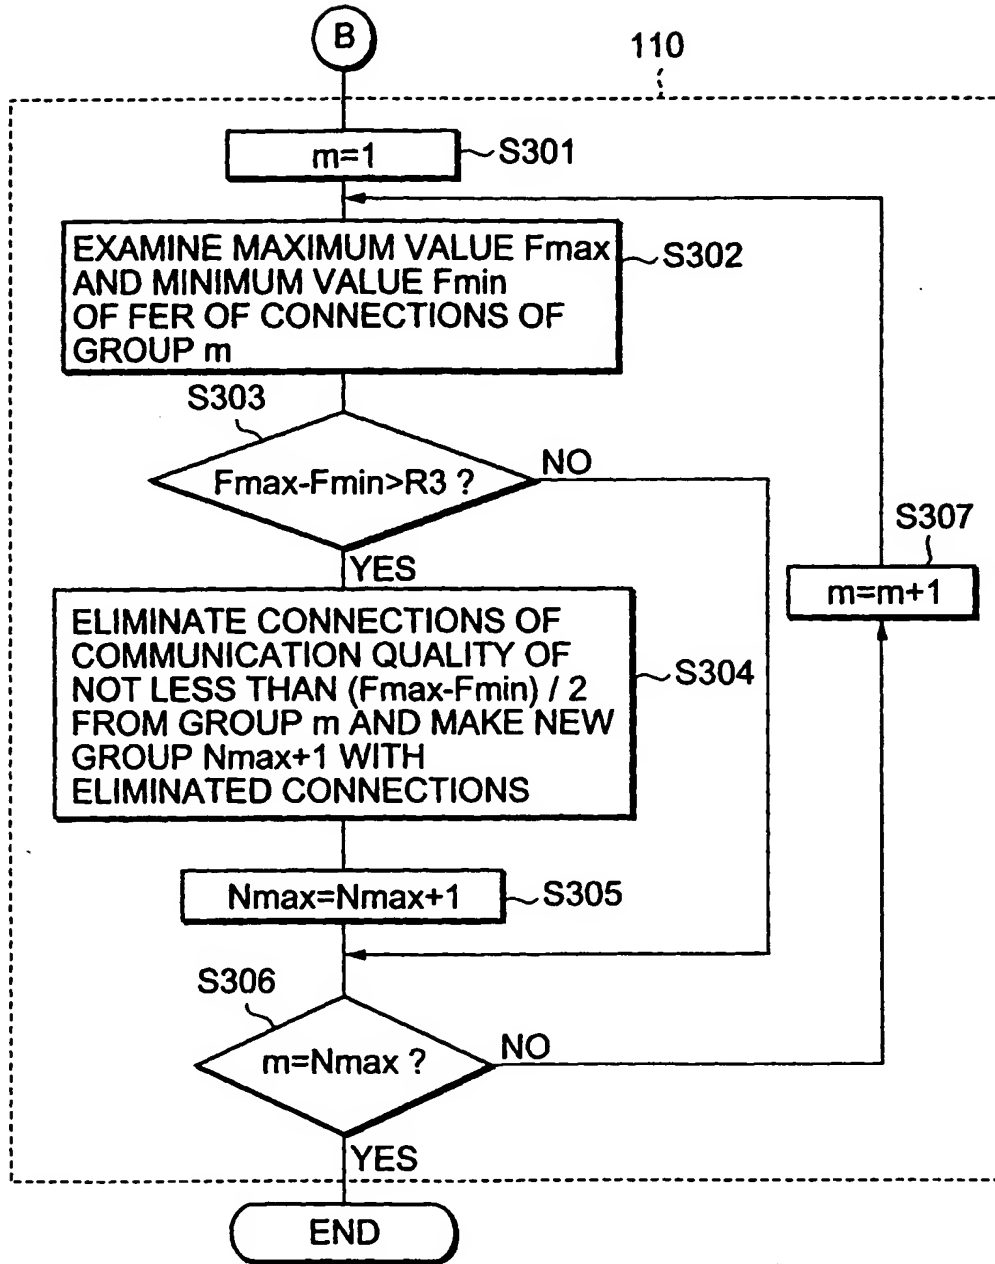 B
110
m=1
S301
EXAMINE MAXIMUM VALUE Fmax
AND MINIMUM VALUE Fmin
OF FER OF CONNECTIONS OF
GROUP m
S302
S303
Fmax-Fmin>R3 ?
NO
YES
S307
m=m+1
ELIMINATE CONNECTIONS OF
COMMUNICATION QUALITY OF
NOT LESS THAN (Fmax-Fmin) / 2
FROM GROUP m AND MAKE NEW
GROUP Nmax+1 WITH
ELIMINATED CONNECTIONS
S304
Nmax=Nmax+1
S305
S306
m=Nmax ?
NO
YES
END